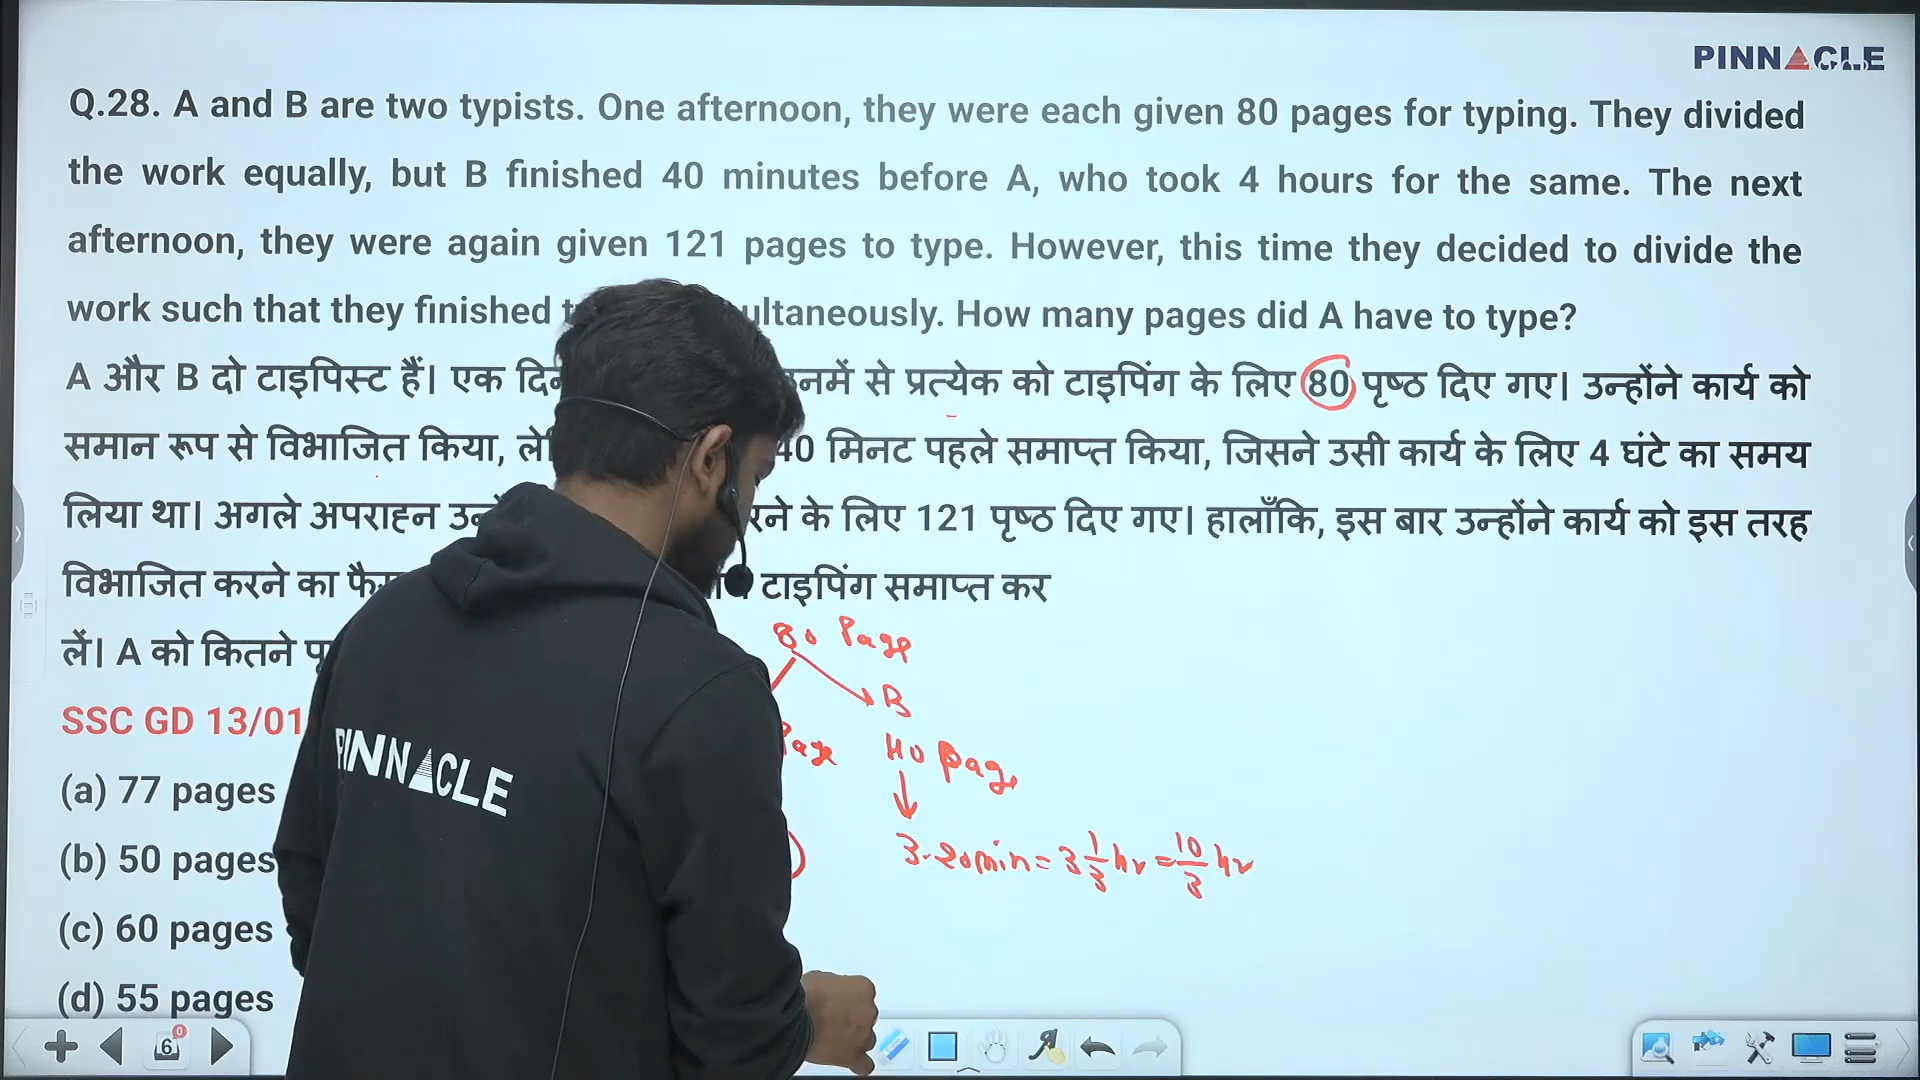 PINNACLE
Q.28. A and B are two typists. One afternoon, they were each given 80 pages for typing. They divided
the work equally, but B finished 40 minutes before A, who took 4 hours for the same. The next
afternoon, they were again given 121 pages to type. However, this time they decided to divide the
work such that they finished ultaneously. How many pages did A have to type?
A और B दो टाइपिस्ट हैं। एक दिन नमें से प्रत्येक को टाइपिंग के लिए 80 पृष्ठ दिए गए। उन्होंने कार्य को
समान रूप से विभाजित किया, ले 40 मिनट पहले समाप्त किया, जिसने उसी कार्य के लिए 4 घंटे का समय
लिया था। अगले अपराह्न रने के लिए 121 पृष्ठ दिए गए। हालाँकि, इस बार उन्होंने कार्य को इस तरह
विभाजित करने का टाइपिंग समाप्त कर
लें। A को कितने
80 Page
B
Page 40 Page
3-20min = 3 1/3 hr = 10/3 hr
SSC GD 13/01
(a) 77 pages
(b) 50 pages
(c) 60 pages
(d) 55 pages
PINNACLE
6
0